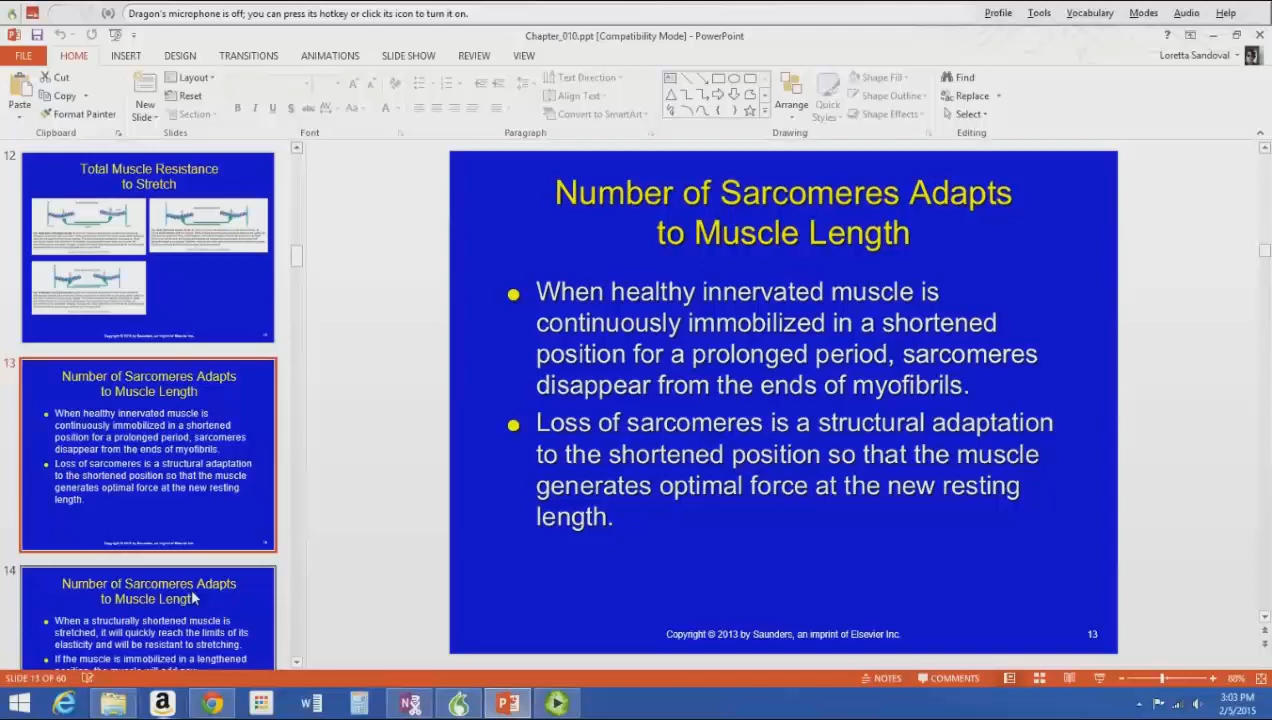 Dragon's microphone is off; you can press its hotkey or click its icon to turn it on.
Profile Tools Vocabulary Modes Audio Help
Chapter_010.ppt [Compatibility Mode] - PowerPoint
FILE HOME INSERT DESIGN TRANSITIONS ANIMATIONS SLIDE SHOW REVIEW VIEW
Loretta Sandoval
Cut
Copy
Format Painter
Paste
Clipboard
New
Slide
Layout
Reset
Section
Slides
Font
Text Direction
Align Text
Convert to SmartArt
Paragraph
Arrange
Quick
Styles
Shape Fill
Shape Outline
Shape Effects
Drawing
Find
Replace
Select
Editing
12
Total Muscle Resistance
to Stretch
13
Number of Sarcomeres Adapts
to Muscle Length
When healthy innervated muscle is
continuously immobilized in a shortened
position for a prolonged period, sarcomeres
disappear from the ends of myofibrils.
Loss of sarcomeres is a structural adaptation
to the shortened position so that the muscle
generates optimal force at the new resting
length.
Copyright © 2013 by Saunders, an imprint of Elsevier Inc.
14
Number of Sarcomeres Adapts
to Muscle Length
When a structurally shortened muscle is
stretched, it will quickly reach the limits of its
elasticity and will be resistant to stretching.
If the muscle is immobilized in a lengthened
Number of Sarcomeres Adapts
to Muscle Length
When healthy innervated muscle is
continuously immobilized in a shortened
position for a prolonged period, sarcomeres
disappear from the ends of myofibrils.
Loss of sarcomeres is a structural adaptation
to the shortened position so that the muscle
generates optimal force at the new resting
length.
Copyright © 2013 by Saunders, an imprint of Elsevier Inc.
13
SLIDE 13 OF 60
NOTES COMMENTS
88%
3:03 PM
2/5/2015